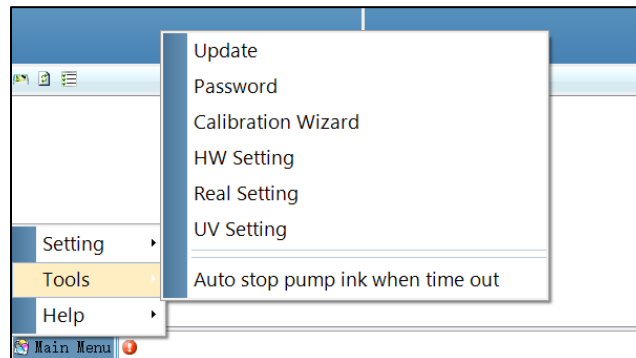 Update
Password
Calibration Wizard
HW Setting
Real Setting
UV Setting
Auto stop pump ink when time out
Setting
Tools
Help
Main Menu